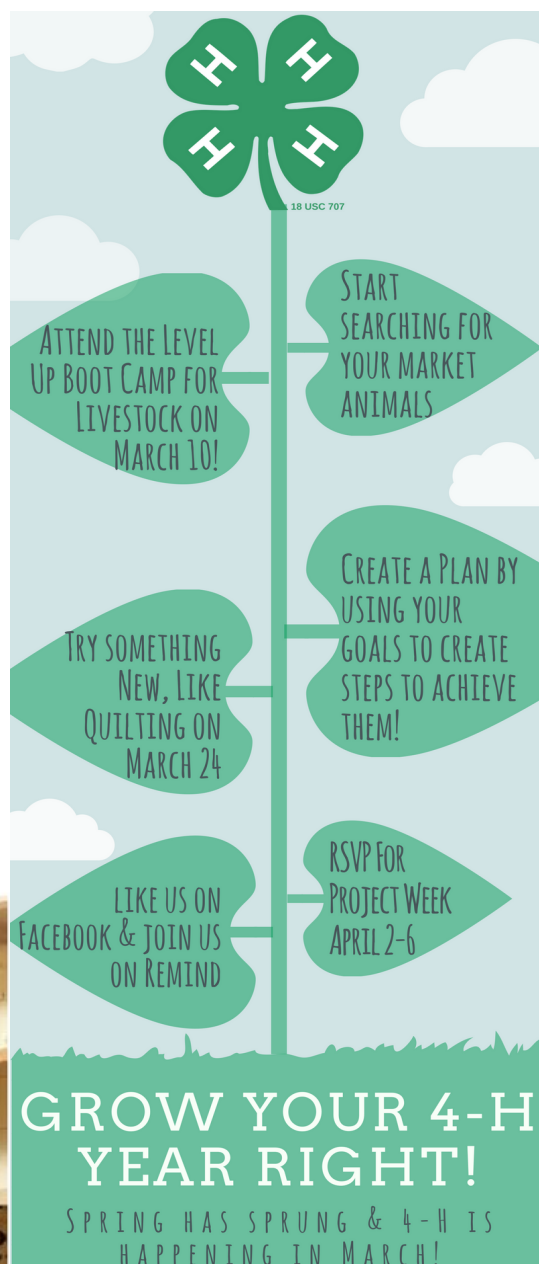 H H
H H
18 USC 707
Start
searching for
your market
animals
Attend the Level
Up Boot Camp for
Livestock on
March 10!
Create a Plan by
using your
goals to create
steps to achieve
them!
Try something
New, Like
Quilting on
March 24
RSVP For
Project Week
April 2-6
like us on
Facebook & join us
on Remind
GROW YOUR 4-H
YEAR RIGHT!
Spring has sprung & 4-H is
happening in March!